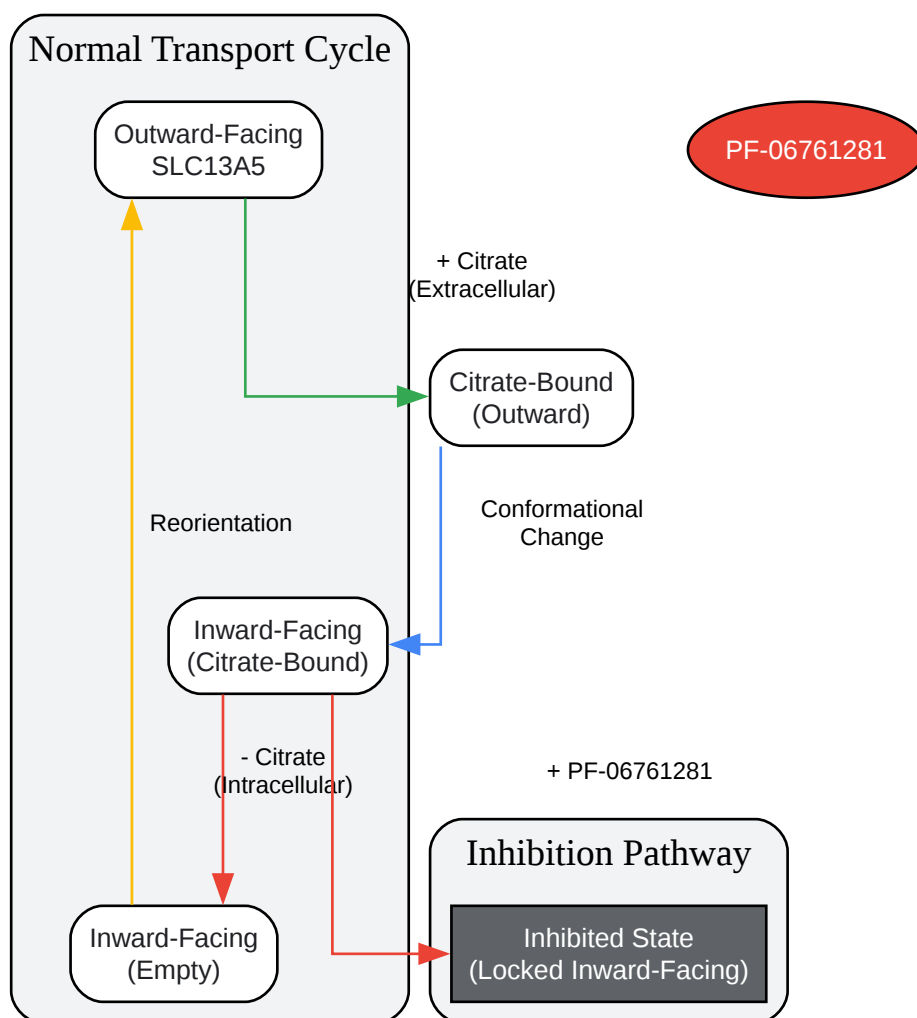 Normal Transport Cycle
Outward-Facing
SLC13A5
PF-06761281
+ Citrate
(Extracellular)
Citrate-Bound
(Outward)
Reorientation
Conformational
Change
Inward-Facing
(Citrate-Bound)
- Citrate
(Intracellular)
+ PF-06761281
Inhibition Pathway
Inward-Facing
(Empty)
Inhibited State
(Locked Inward-Facing)